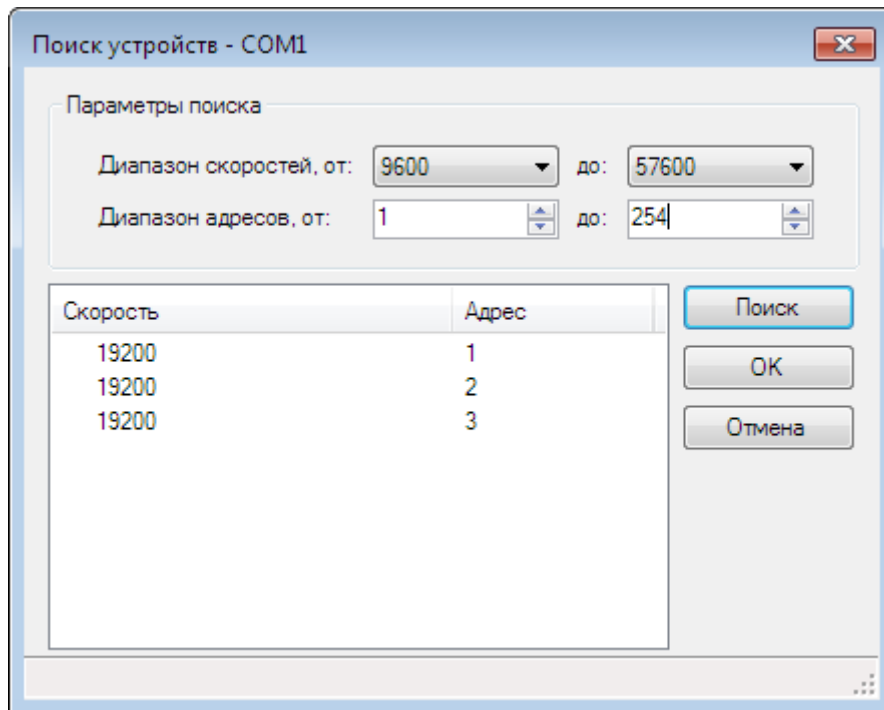 Поиск устройств - COM1
Параметры поиска
Диапазон скоростей, от: 9600 до: 57600
Диапазон адресов, от: 1 до: 254
Скорость Адрес
19200 1
19200 2
19200 3
Поиск
OK
Отмена